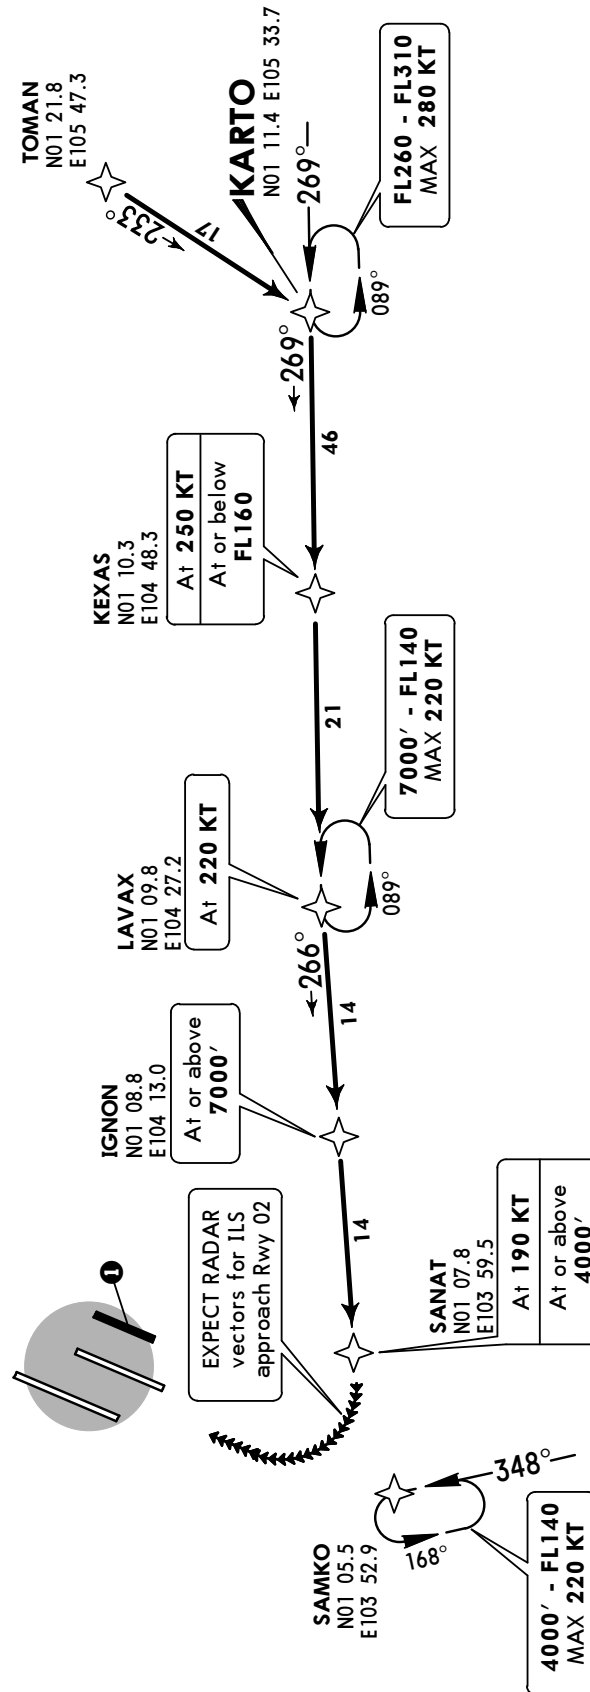 TOMAN
N01 21.8
E105 47.3
233°
17
KARTO
N01 11.4 E105 33.7
269°
089°
FL260 - FL310
MAX 280 KT
269°
46
KEXAS
N01 10.3
E104 48.3
At 250 KT
At or below
FL160
21
LAVAX
N01 09.8
E104 27.2
At 220 KT
089°
7000′ - FL140
MAX 220 KT
266°
14
IGNON
N01 08.8
E104 13.0
At or above
7000′
14
1
EXPECT RADAR
vectors for ILS
approach Rwy 02
SANAT
N01 07.8
E103 59.5
At 190 KT
At or above
4000′
SAMKO
N01 05.5
E103 52.9
168°
348°
4000′ - FL140
MAX 220 KT